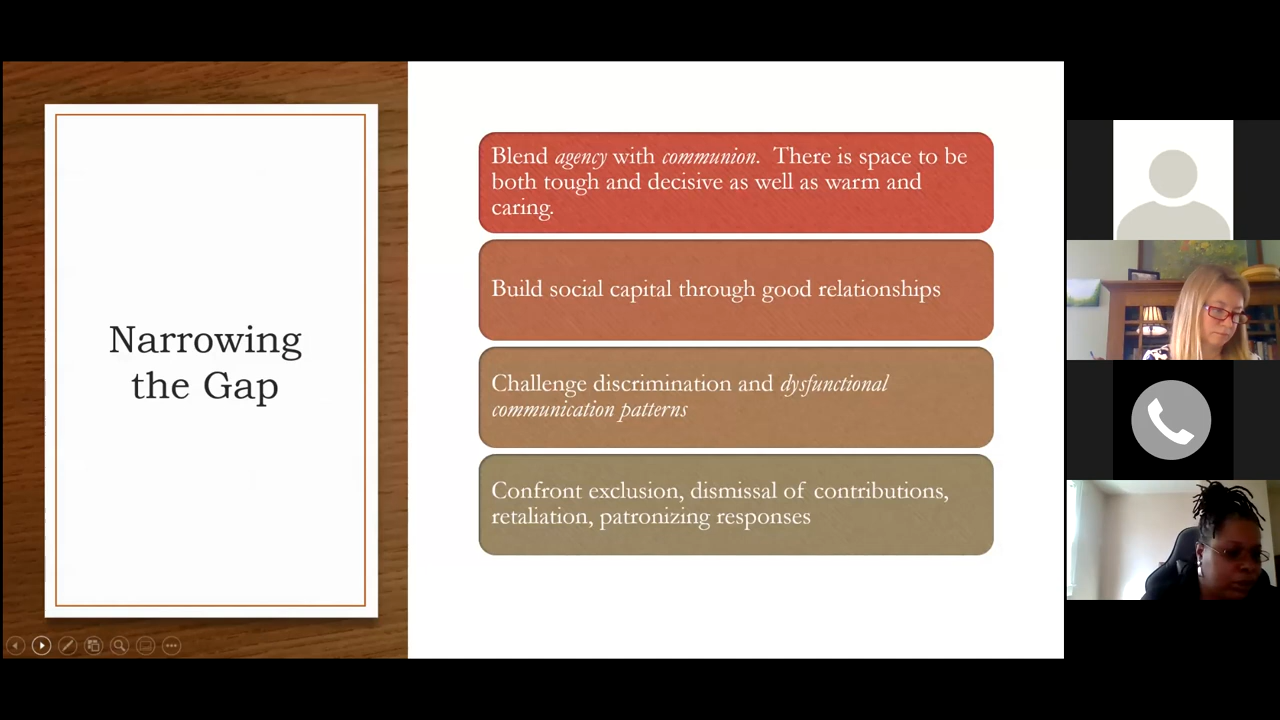 Narrowing
the Gap
Blend agency with communion. There is space to be
both tough and decisive as well as warm and
caring.
Build social capital through good relationships
Challenge discrimination and dysfunctional
communication patterns
Confront exclusion, dismissal of contributions,
retaliation, patronizing responses